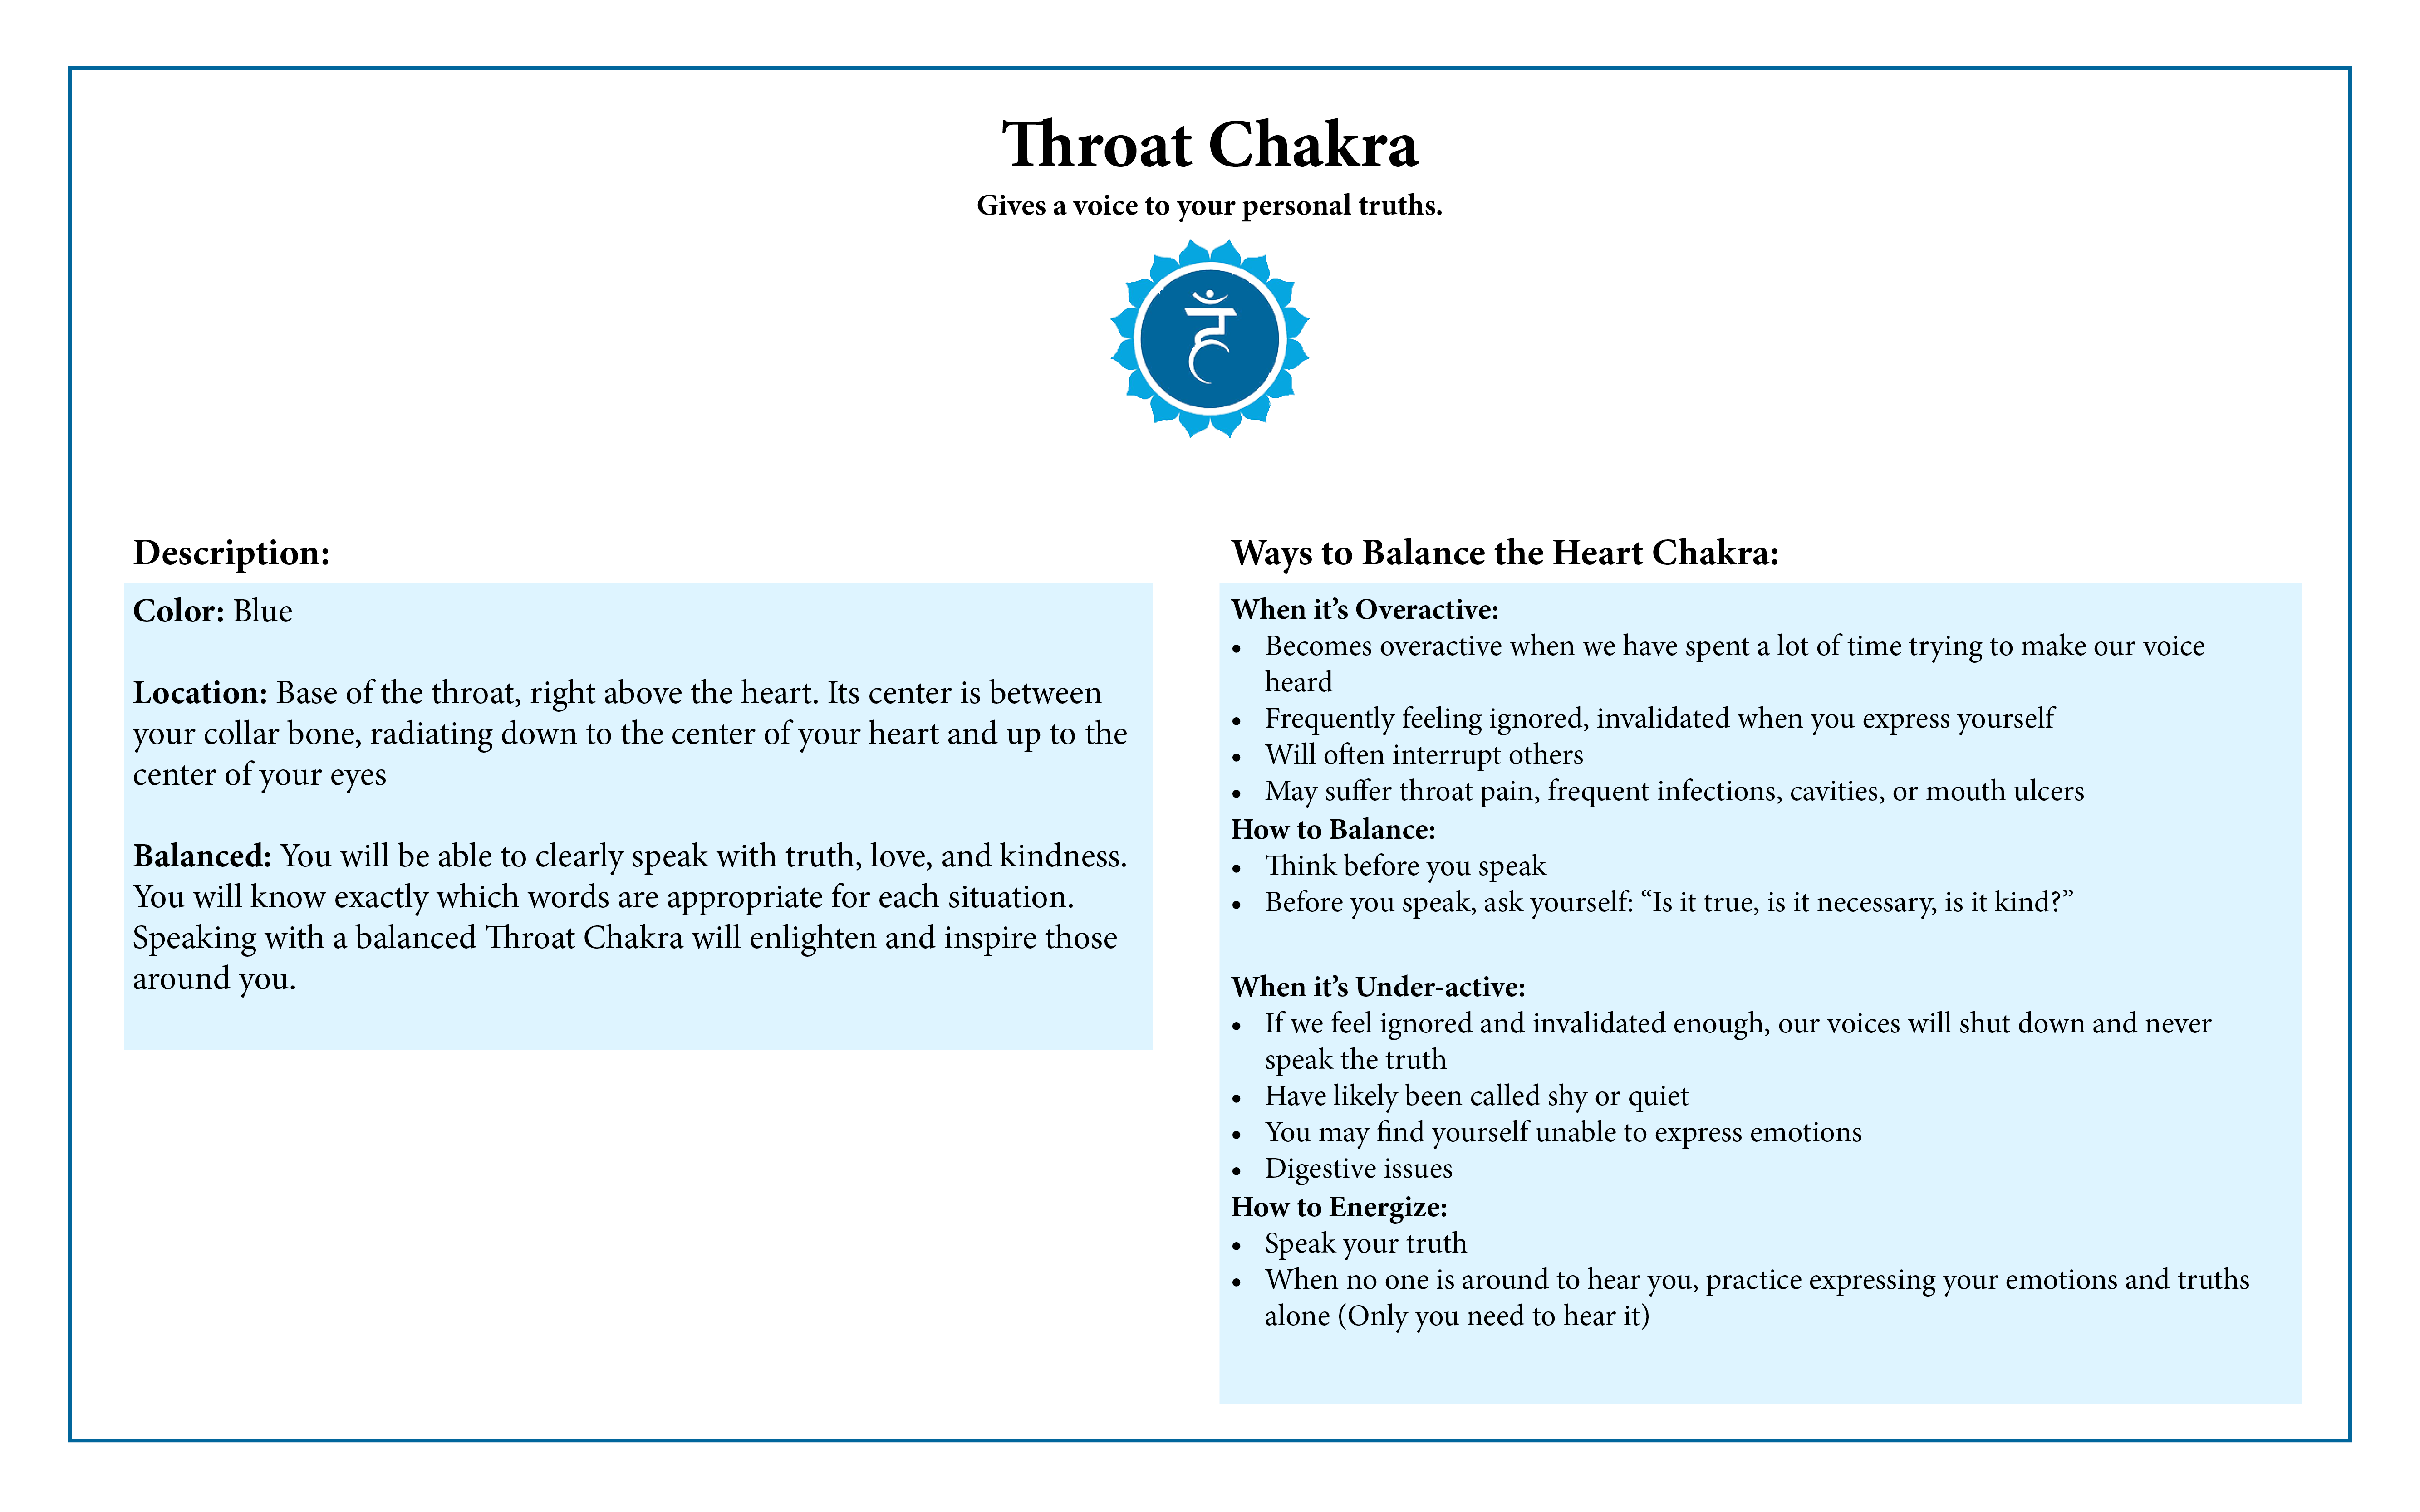 Throat Chakra
Gives a voice to your personal truths.
हँ
Description:
Color: Blue
Location: Base of the throat, right above the heart. Its center is between
your collar bone, radiating down to the center of your heart and up to the
center of your eyes
Balanced: You will be able to clearly speak with truth, love, and kindness.
You will know exactly which words are appropriate for each situation.
Speaking with a balanced Throat Chakra will enlighten and inspire those
around you.
Ways to Balance the Heart Chakra:
When it’s Overactive:
• Becomes overactive when we have spent a lot of time trying to make our voice
heard
• Frequently feeling ignored, invalidated when you express yourself
• Will often interrupt others
• May suffer throat pain, frequent infections, cavities, or mouth ulcers
How to Balance:
• Think before you speak
• Before you speak, ask yourself: “Is it true, is it necessary, is it kind?”
When it’s Under-active:
• If we feel ignored and invalidated enough, our voices will shut down and never
speak the truth
• Have likely been called shy or quiet
• You may find yourself unable to express emotions
• Digestive issues
How to Energize:
• Speak your truth
• When no one is around to hear you, practice expressing your emotions and truths
alone (Only you need to hear it)